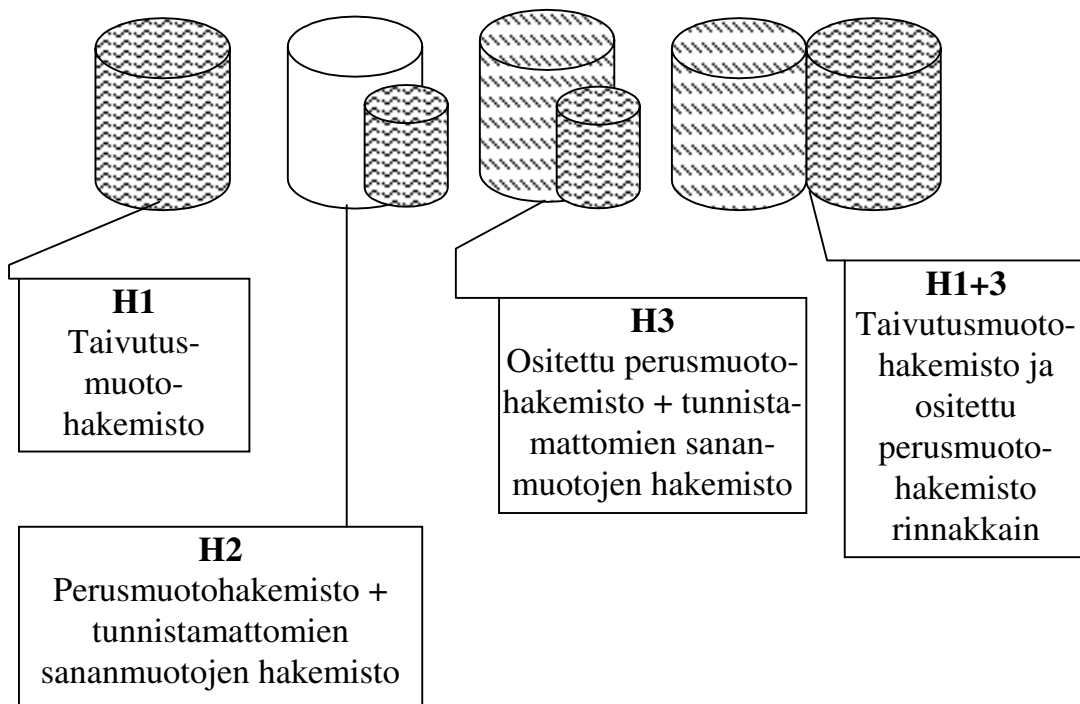 H1
Taivutus-
muoto-
hakemisto
H2
Perusmuotohakemisto +
tunnistamattomien
sananmuotojen hakemisto
H3
Ositettu perusmuoto-
hakemisto + tunnista-
mattomien sanan-
muotojen hakemisto
H1+3
Taivutusmuoto-
hakemisto ja
ositettu
perusmuoto-
hakemisto
rinnakkain